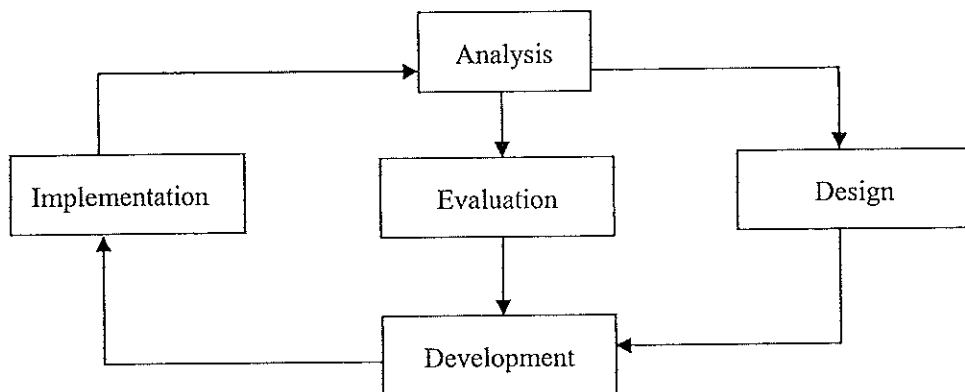 Analysis
Implementation
Evaluation
Design
Development